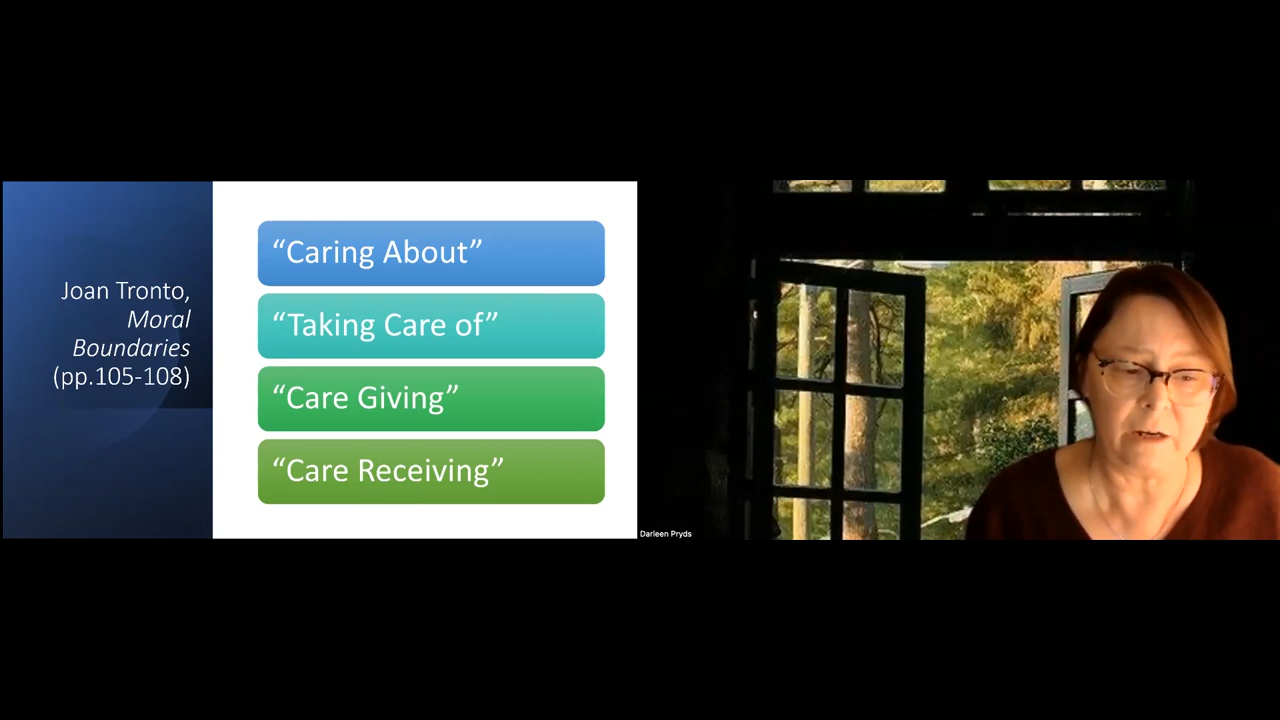 Joan Tronto,
Moral
Boundaries
(pp.105-108)
“Caring About”
“Taking Care of”
“Care Giving”
“Care Receiving”
Darleen Pryds